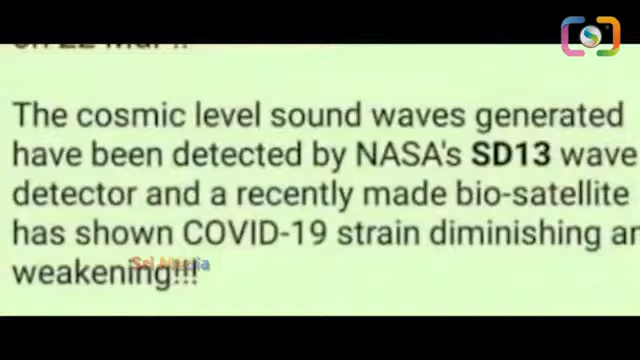 The cosmic level sound waves generated
have been detected by NASA's SD13 wave
detector and a recently made bio-satellite
has shown COVID-19 strain diminishing an
weakening!!!